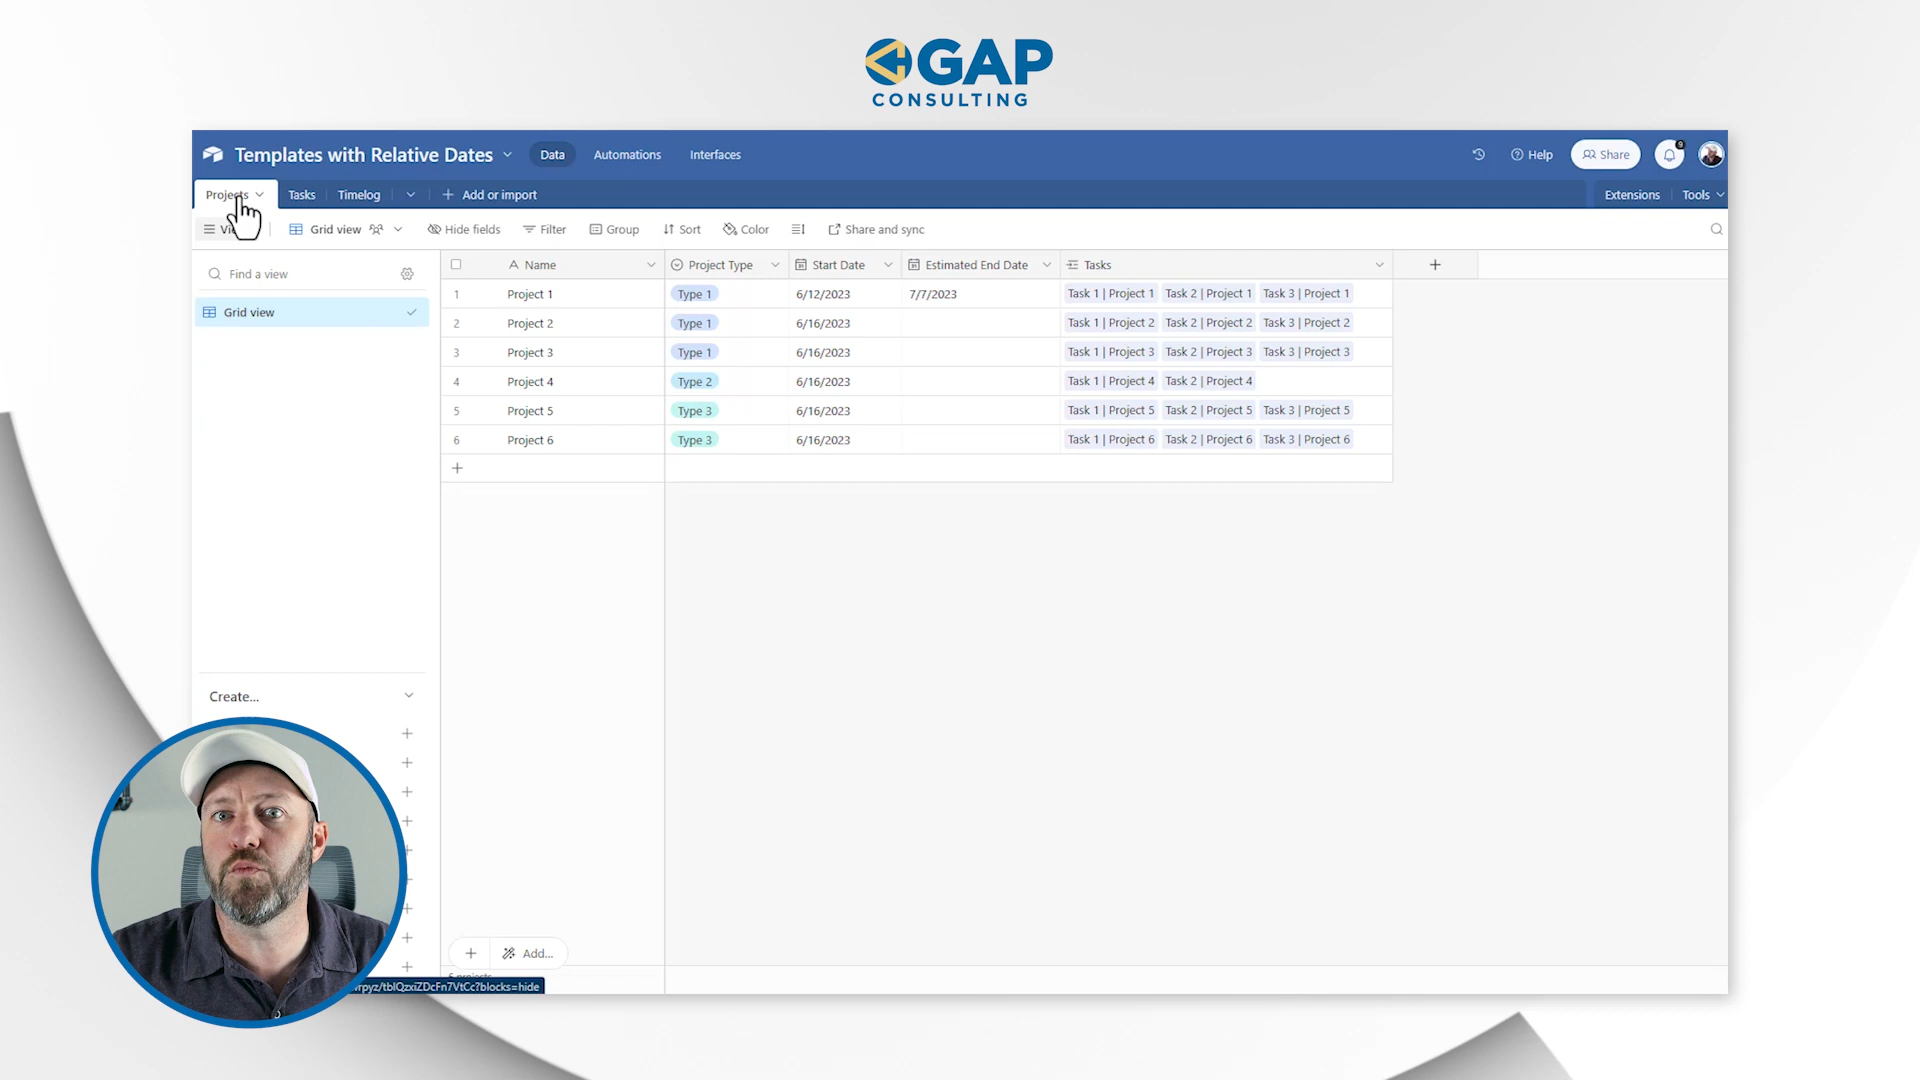 GAP
CONSULTING
Templates with Relative Dates
Data
Automations
Interfaces
Help
Share
9
Projects
Tasks
Timelog
Add or import
Extensions
Tools
Grid view
Hide fields
Filter
Group
Sort
Color
Share and sync
Find a view
Grid view
Create...
Name Project Type Start Date Estimated End Date Tasks
1 Project 1 Type 1 6/12/2023 7/7/2023 Task 1 | Project 1 Task 2 | Project 1 Task 3 | Project 1
2 Project 2 Type 1 6/16/2023 Task 1 | Project 2 Task 2 | Project 2 Task 3 | Project 2
3 Project 3 Type 1 6/16/2023 Task 1 | Project 3 Task 2 | Project 3 Task 3 | Project 3
4 Project 4 Type 2 6/16/2023 Task 1 | Project 4 Task 2 | Project 4
5 Project 5 Type 3 6/16/2023 Task 1 | Project 5 Task 2 | Project 5 Task 3 | Project 5
6 Project 6 Type 3 6/16/2023 Task 1 | Project 6 Task 2 | Project 6 Task 3 | Project 6
Add...
6 projects